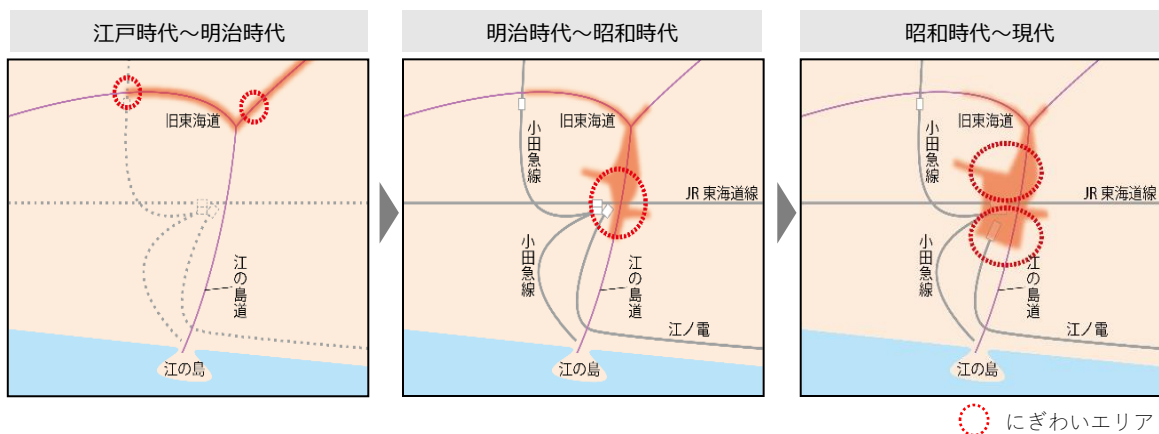 江戸時代～明治時代
旧東海道
江の島道
江の島
明治時代～昭和時代
旧東海道
小田急線
JR 東海道線
小田急線
江の島道
江ノ電
江の島
昭和時代～現代
旧東海道
小田急線
JR 東海道線
小田急線
江の島道
江ノ電
江の島
にぎわいエリア